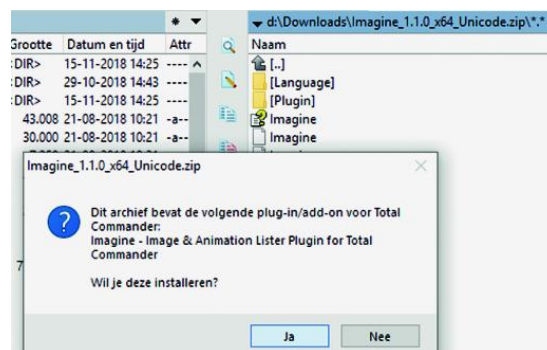 * ▼
▼ d:\Downloads\Imagine_1.1.0_x64_Unicode.zip\*.*
Grootte Datum en tijd Attr
Naam
<DIR> 15-11-2018 14:25 ----
[..]
<DIR> 29-10-2018 14:43 ----
[Language]
<DIR> 15-11-2018 14:25 ----
[Plugin]
43.008 21-08-2018 10:21 -a--
Imagine
30.000 21-08-2018 10:21 -a--
Imagine
Imagine_1.1.0_x64_Unicode.zip
Dit archief bevat de volgende plug-in/add-on voor Total
Commander:
Imagine - Image & Animation Lister Plugin for Total
Commander
7
Wil je deze installeren?
Ja
Nee